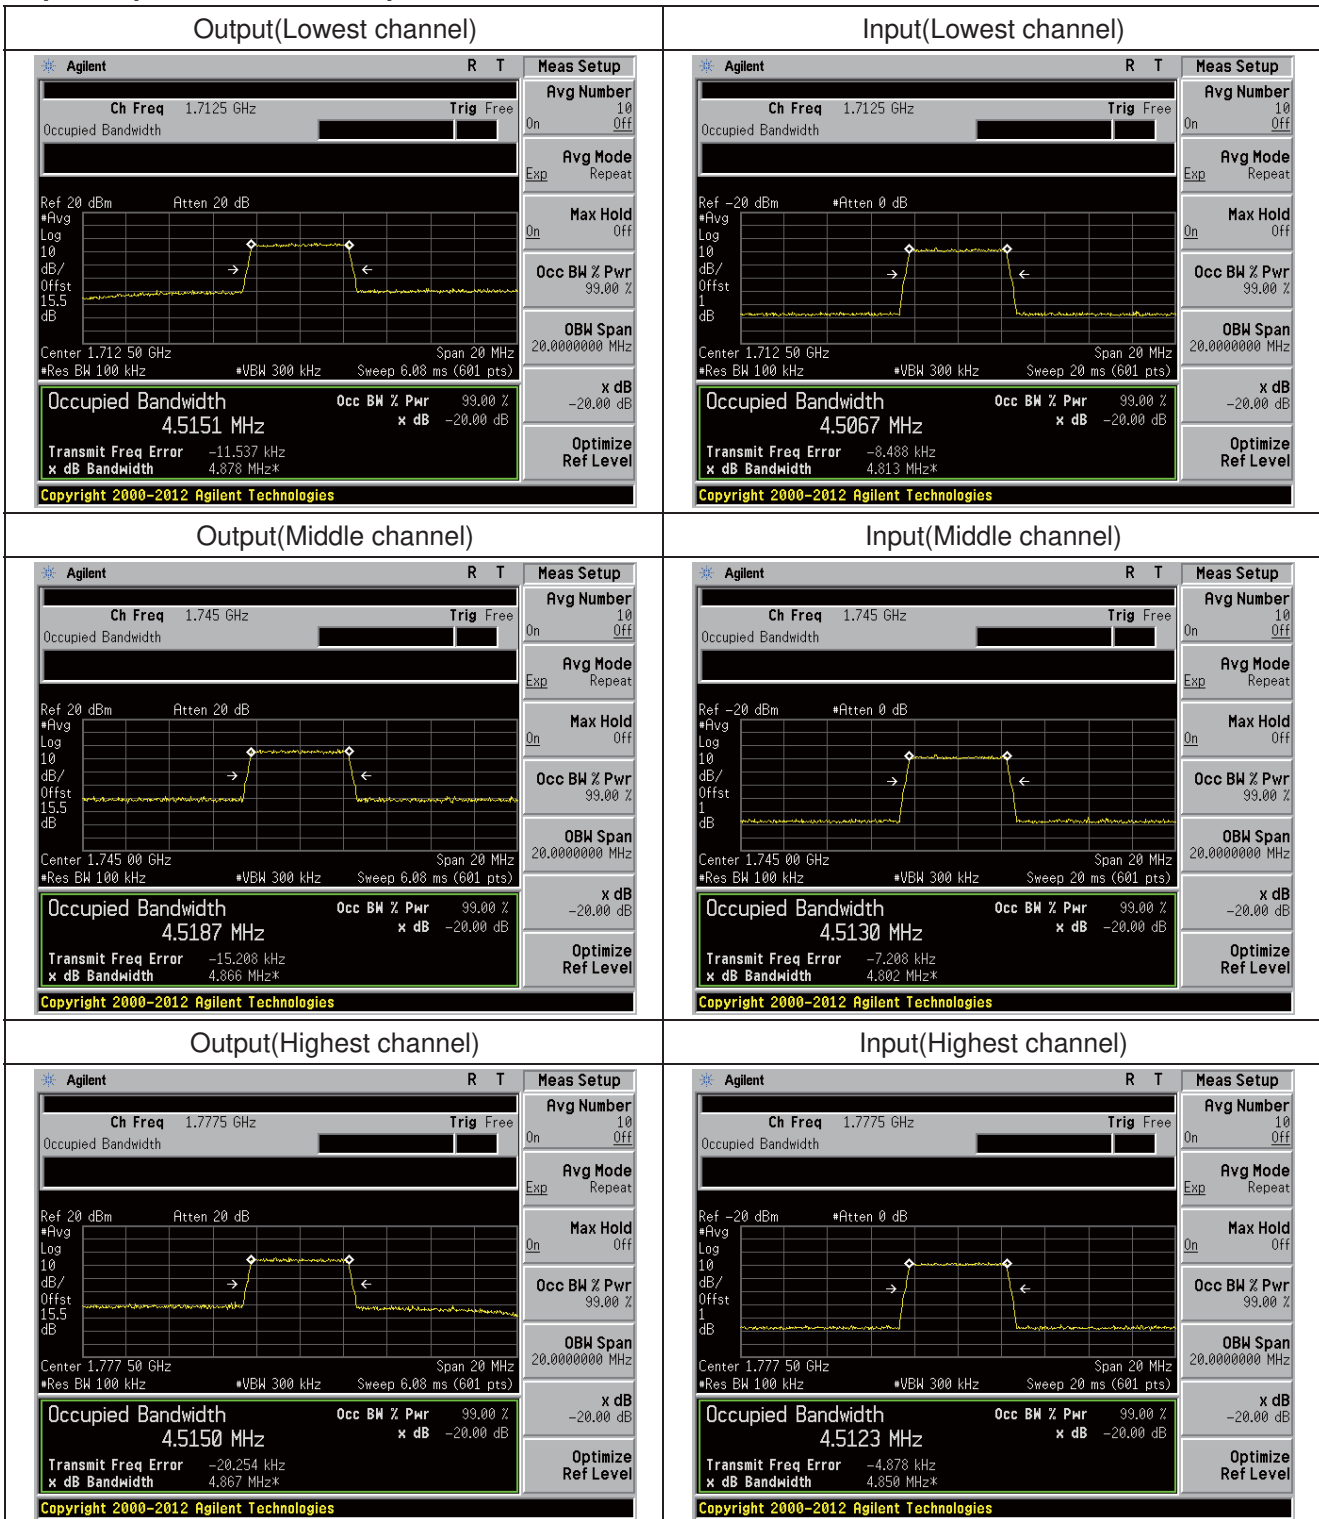 Output(Lowest channel)
Input(Lowest channel)
Agilent R T Meas Setup
Ch Freq 1.7125 GHz Trig Free
Occupied Bandwidth
Avg Number
10
On Off
Avg Mode
Exp Repeat
Max Hold
On Off
Occ BW % Pwr
99.00 %
OBW Span
20.0000000 MHz
x dB
-20.00 dB
Optimize
Ref Level
Ref 20 dBm Atten 20 dB
#Avg
Log
10
dB/
Offst
15.5
dB
Center 1.712 50 GHz Span 20 MHz
#Res BW 100 kHz #VBW 300 kHz Sweep 6.08 ms (601 pts)
Occupied Bandwidth Occ BW % Pwr 99.00 %
4.5151 MHz x dB -20.00 dB
Transmit Freq Error -11.537 kHz
x dB Bandwidth 4.878 MHz*
Copyright 2000-2012 Agilent Technologies
Agilent R T Meas Setup
Ch Freq 1.7125 GHz Trig Free
Occupied Bandwidth
Avg Number
10
On Off
Avg Mode
Exp Repeat
Max Hold
On Off
Occ BW % Pwr
99.00 %
OBW Span
20.0000000 MHz
x dB
-20.00 dB
Optimize
Ref Level
Ref -20 dBm #Atten 0 dB
#Avg
Log
10
dB/
Offst
1
dB
Center 1.712 50 GHz Span 20 MHz
#Res BW 100 kHz #VBW 300 kHz Sweep 20 ms (601 pts)
Occupied Bandwidth Occ BW % Pwr 99.00 %
4.5067 MHz x dB -20.00 dB
Transmit Freq Error -8.488 kHz
x dB Bandwidth 4.813 MHz*
Copyright 2000-2012 Agilent Technologies
Output(Middle channel)
Input(Middle channel)
Agilent R T Meas Setup
Ch Freq 1.745 GHz Trig Free
Occupied Bandwidth
Avg Number
10
On Off
Avg Mode
Exp Repeat
Max Hold
On Off
Occ BW % Pwr
99.00 %
OBW Span
20.0000000 MHz
x dB
-20.00 dB
Optimize
Ref Level
Ref 20 dBm Atten 20 dB
#Avg
Log
10
dB/
Offst
15.5
dB
Center 1.745 00 GHz Span 20 MHz
#Res BW 100 kHz #VBW 300 kHz Sweep 6.08 ms (601 pts)
Occupied Bandwidth Occ BW % Pwr 99.00 %
4.5187 MHz x dB -20.00 dB
Transmit Freq Error -15.208 kHz
x dB Bandwidth 4.866 MHz*
Copyright 2000-2012 Agilent Technologies
Agilent R T Meas Setup
Ch Freq 1.745 GHz Trig Free
Occupied Bandwidth
Avg Number
10
On Off
Avg Mode
Exp Repeat
Max Hold
On Off
Occ BW % Pwr
99.00 %
OBW Span
20.0000000 MHz
x dB
-20.00 dB
Optimize
Ref Level
Ref -20 dBm #Atten 0 dB
#Avg
Log
10
dB/
Offst
1
dB
Center 1.745 00 GHz Span 20 MHz
#Res BW 100 kHz #VBW 300 kHz Sweep 20 ms (601 pts)
Occupied Bandwidth Occ BW % Pwr 99.00 %
4.5130 MHz x dB -20.00 dB
Transmit Freq Error -7.208 kHz
x dB Bandwidth 4.802 MHz*
Copyright 2000-2012 Agilent Technologies
Output(Highest channel)
Input(Highest channel)
Agilent R T Meas Setup
Ch Freq 1.7775 GHz Trig Free
Occupied Bandwidth
Avg Number
10
On Off
Avg Mode
Exp Repeat
Max Hold
On Off
Occ BW % Pwr
99.00 %
OBW Span
20.0000000 MHz
x dB
-20.00 dB
Optimize
Ref Level
Ref 20 dBm Atten 20 dB
#Avg
Log
10
dB/
Offst
15.5
dB
Center 1.777 50 GHz Span 20 MHz
#Res BW 100 kHz #VBW 300 kHz Sweep 6.08 ms (601 pts)
Occupied Bandwidth Occ BW % Pwr 99.00 %
4.5150 MHz x dB -20.00 dB
Transmit Freq Error -20.254 kHz
x dB Bandwidth 4.867 MHz*
Copyright 2000-2012 Agilent Technologies
Agilent R T Meas Setup
Ch Freq 1.7775 GHz Trig Free
Occupied Bandwidth
Avg Number
10
On Off
Avg Mode
Exp Repeat
Max Hold
On Off
Occ BW % Pwr
99.00 %
OBW Span
20.0000000 MHz
x dB
-20.00 dB
Optimize
Ref Level
Ref -20 dBm #Atten 0 dB
#Avg
Log
10
dB/
Offst
1
dB
Center 1.777 50 GHz Span 20 MHz
#Res BW 100 kHz #VBW 300 kHz Sweep 20 ms (601 pts)
Occupied Bandwidth Occ BW % Pwr 99.00 %
4.5123 MHz x dB -20.00 dB
Transmit Freq Error -4.878 kHz
x dB Bandwidth 4.850 MHz*
Copyright 2000-2012 Agilent Technologies